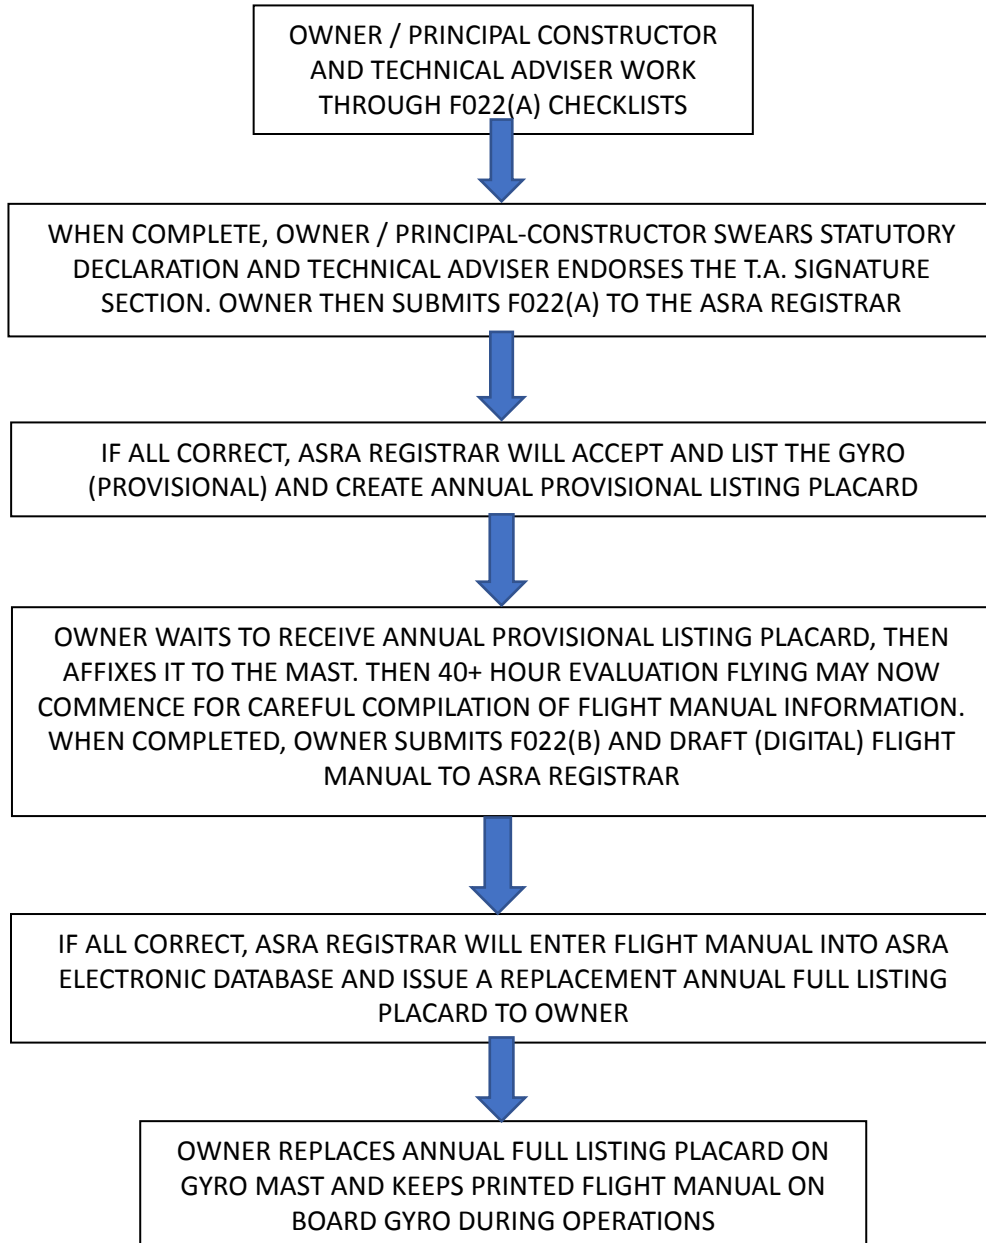 OWNER / PRINCIPAL CONSTRUCTOR
AND TECHNICAL ADVISER WORK
THROUGH F022(A) CHECKLISTS
WHEN COMPLETE, OWNER / PRINCIPAL-CONSTRUCTOR SWEARS STATUTORY
DECLARATION AND TECHNICAL ADVISER ENDORSES THE T.A. SIGNATURE
SECTION. OWNER THEN SUBMITS F022(A) TO THE ASRA REGISTRAR
IF ALL CORRECT, ASRA REGISTRAR WILL ACCEPT AND LIST THE GYRO
(PROVISIONAL) AND CREATE ANNUAL PROVISIONAL LISTING PLACARD
OWNER WAITS TO RECEIVE ANNUAL PROVISIONAL LISTING PLACARD, THEN
AFFIXES IT TO THE MAST. THEN 40+ HOUR EVALUATION FLYING MAY NOW
COMMENCE FOR CAREFUL COMPILATION OF FLIGHT MANUAL INFORMATION.
WHEN COMPLETED, OWNER SUBMITS F022(B) AND DRAFT (DIGITAL) FLIGHT
MANUAL TO ASRA REGISTRAR
IF ALL CORRECT, ASRA REGISTRAR WILL ENTER FLIGHT MANUAL INTO ASRA
ELECTRONIC DATABASE AND ISSUE A REPLACEMENT ANNUAL FULL LISTING
PLACARD TO OWNER
OWNER REPLACES ANNUAL FULL LISTING PLACARD ON
GYRO MAST AND KEEPS PRINTED FLIGHT MANUAL ON
BOARD GYRO DURING OPERATIONS